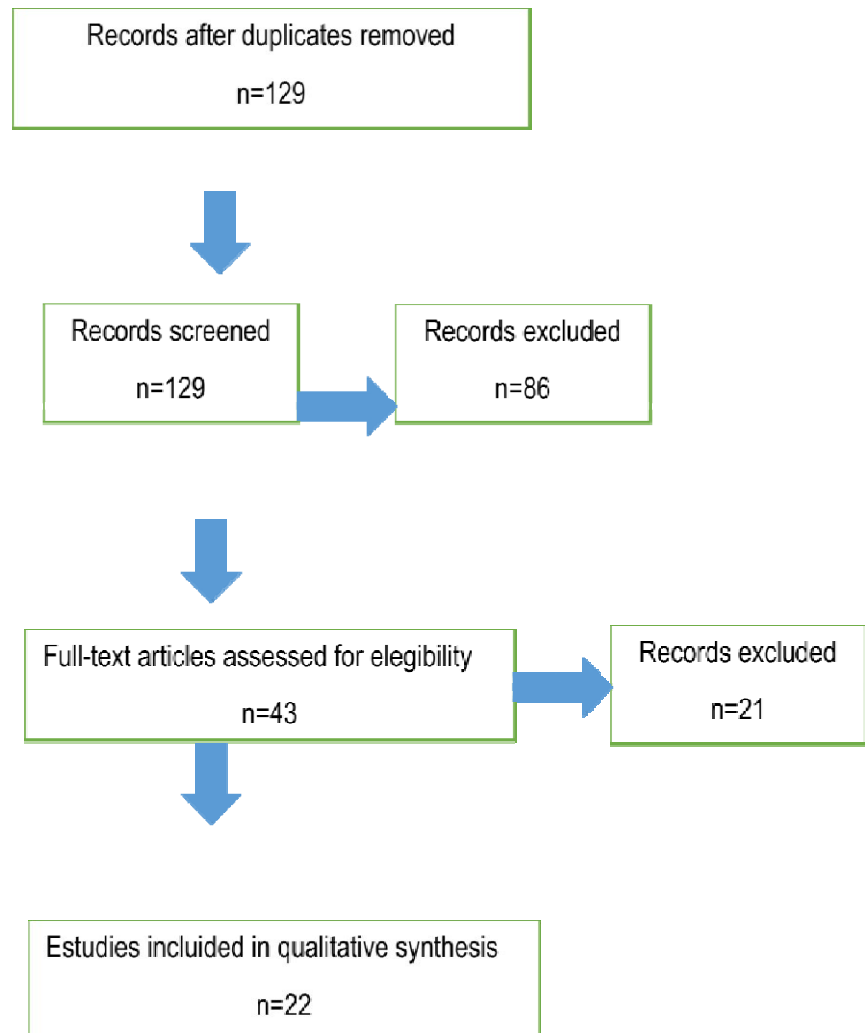 Records after duplicates removed
n=129
Records screened
n=129
Records excluded
n=86
Full-text articles assessed for elegibility
n=43
Records excluded
n=21
Estudies incluided in qualitative synthesis
n=22